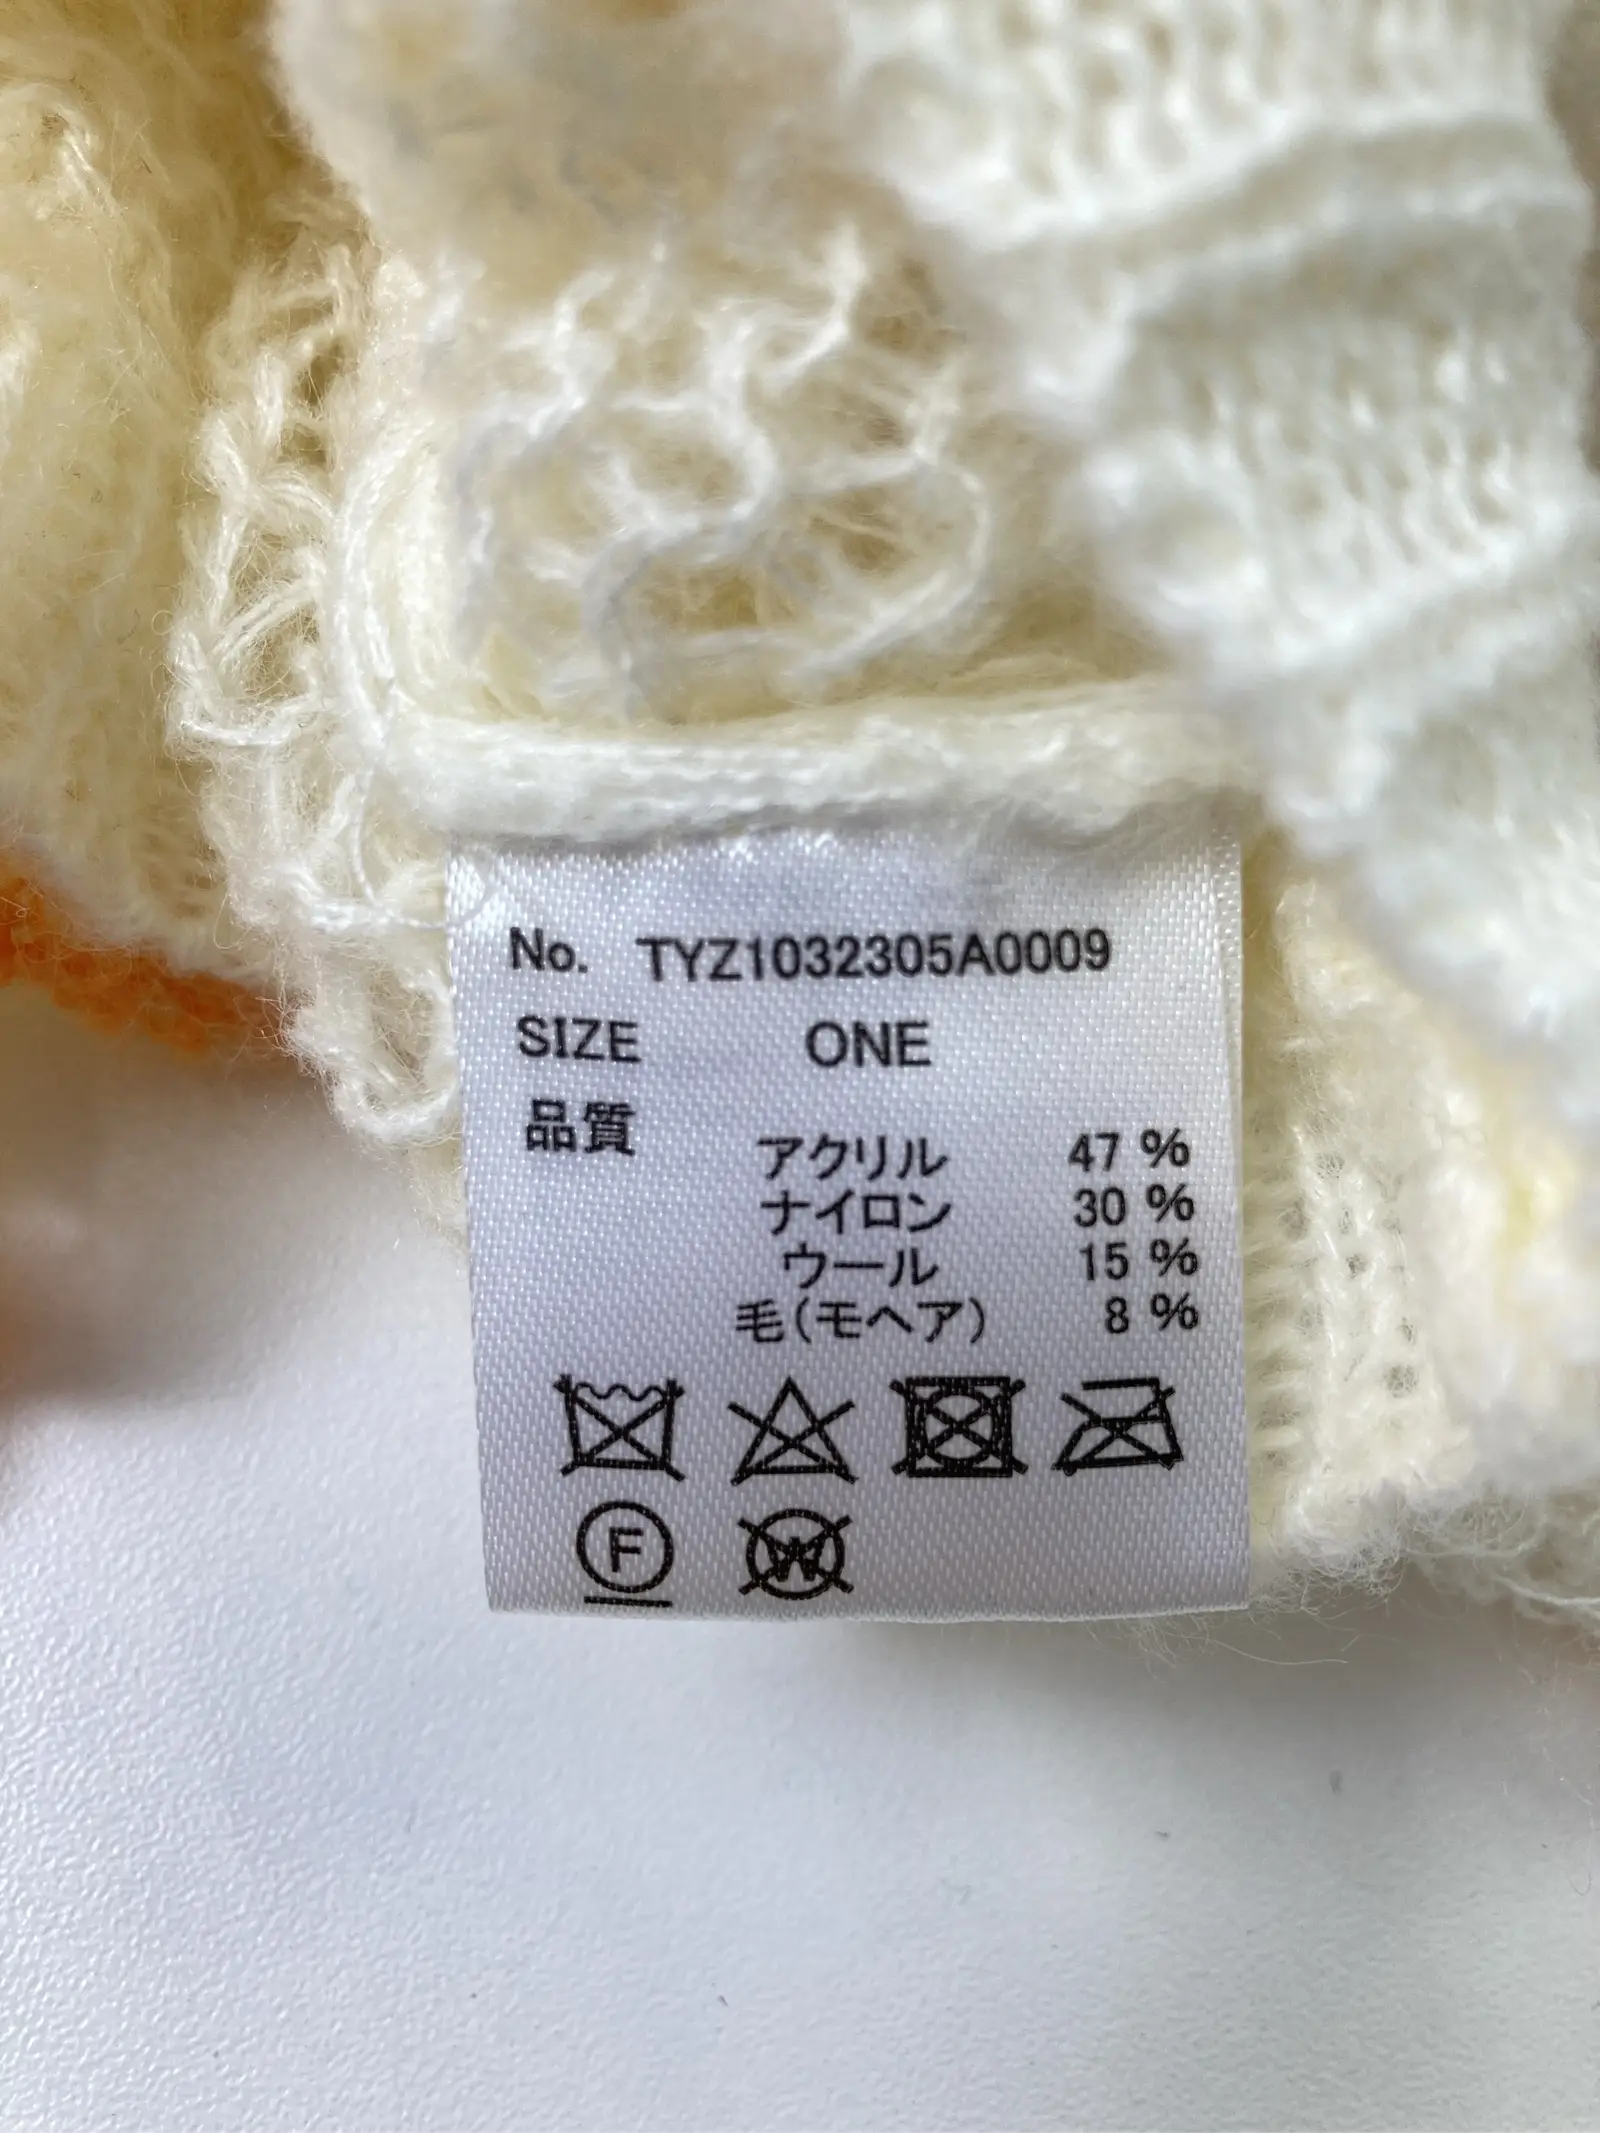 No. TYZ1032305A0009
SIZE ONE
品質
アクリル 47 %
ナイロン 30 %
ウール 15 %
毛(モヘア) 8 %
F W